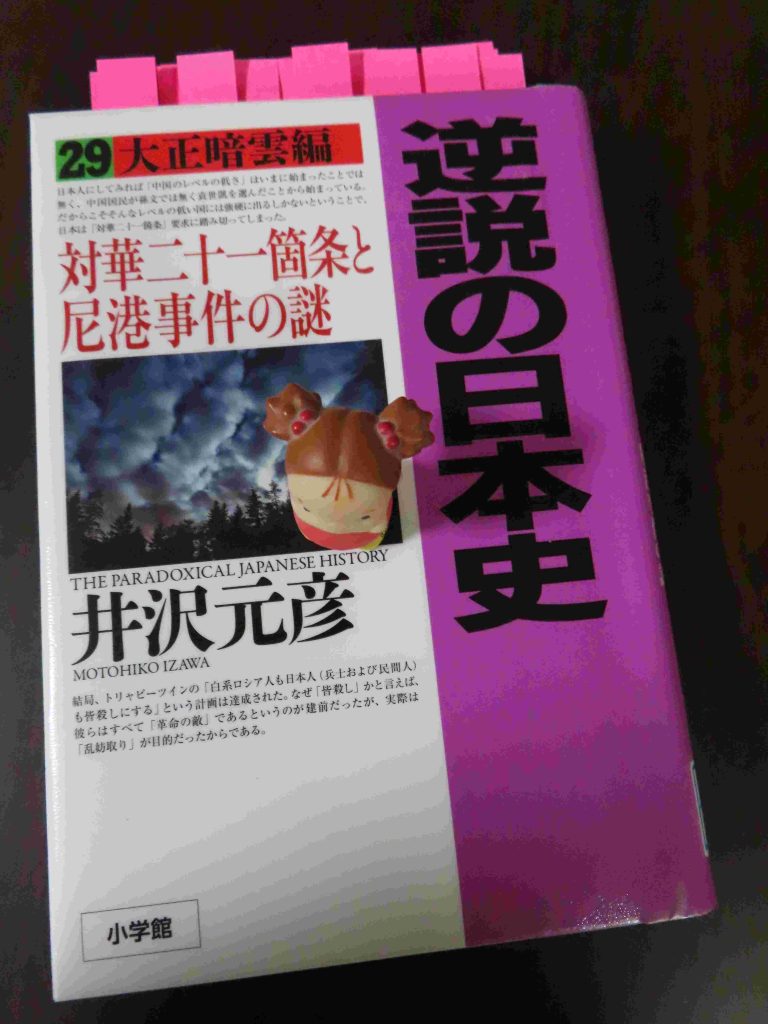 29 大正暗雲編
日本人にしてみれば「中国のレベルの低さ」はいまに始まったことでは
無く、中国国民が孫文では無く袁世凱を選んだことから始まっている。
だからこそそんなレベルの低い国には強硬に出るしかないということで、
日本は「対華二十一箇条」要求に踏み切ってしまった。
対華二十一箇条と
尼港事件の謎
THE PARADOXICAL JAPANESE HISTORY
井沢元彦
MOTOHIKO IZAWA
結局、トリャピーツインの「白系ロシア人も日本人(兵士および民間人)
も皆殺しにする」という計画は達成された。なぜ「皆殺し」かと言えば、
彼らはすべて「革命の敵」であるというのが建前だったが、実際は
「乱妨取り」が目的だったからである。
小学館
逆説の日本史